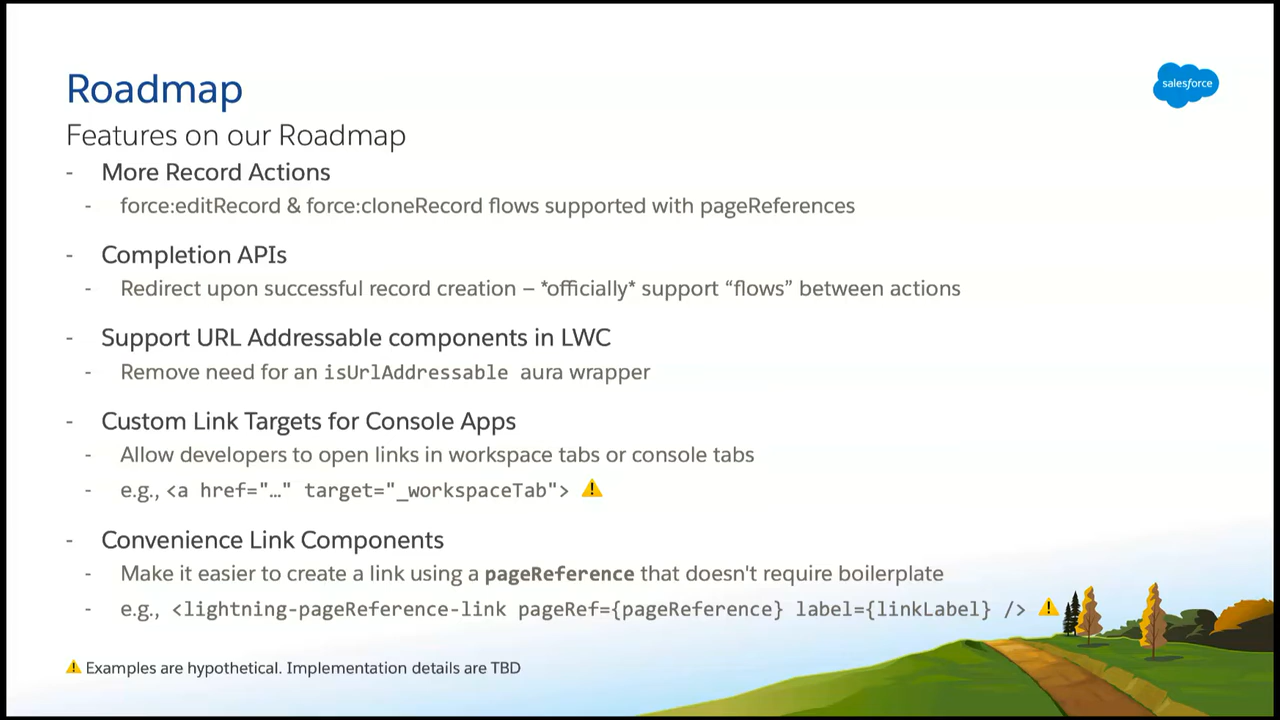 Roadmap
salesforce
Features on our Roadmap
- More Record Actions
- force:editRecord & force:cloneRecord flows supported with pageReferences
- Completion APIs
- Redirect upon successful record creation – *officially* support “flows” between actions
- Support URL Addressable components in LWC
- Remove need for an isUrlAddressable aura wrapper
- Custom Link Targets for Console Apps
- Allow developers to open links in workspace tabs or console tabs
- e.g., <a href="…" target="_workspaceTab"> ⚠
- Convenience Link Components
- Make it easier to create a link using a pageReference that doesn't require boilerplate
- e.g., <lightning-pageReference-link pageRef={pageReference} label={linkLabel} /> ⚠
⚠ Examples are hypothetical. Implementation details are TBD